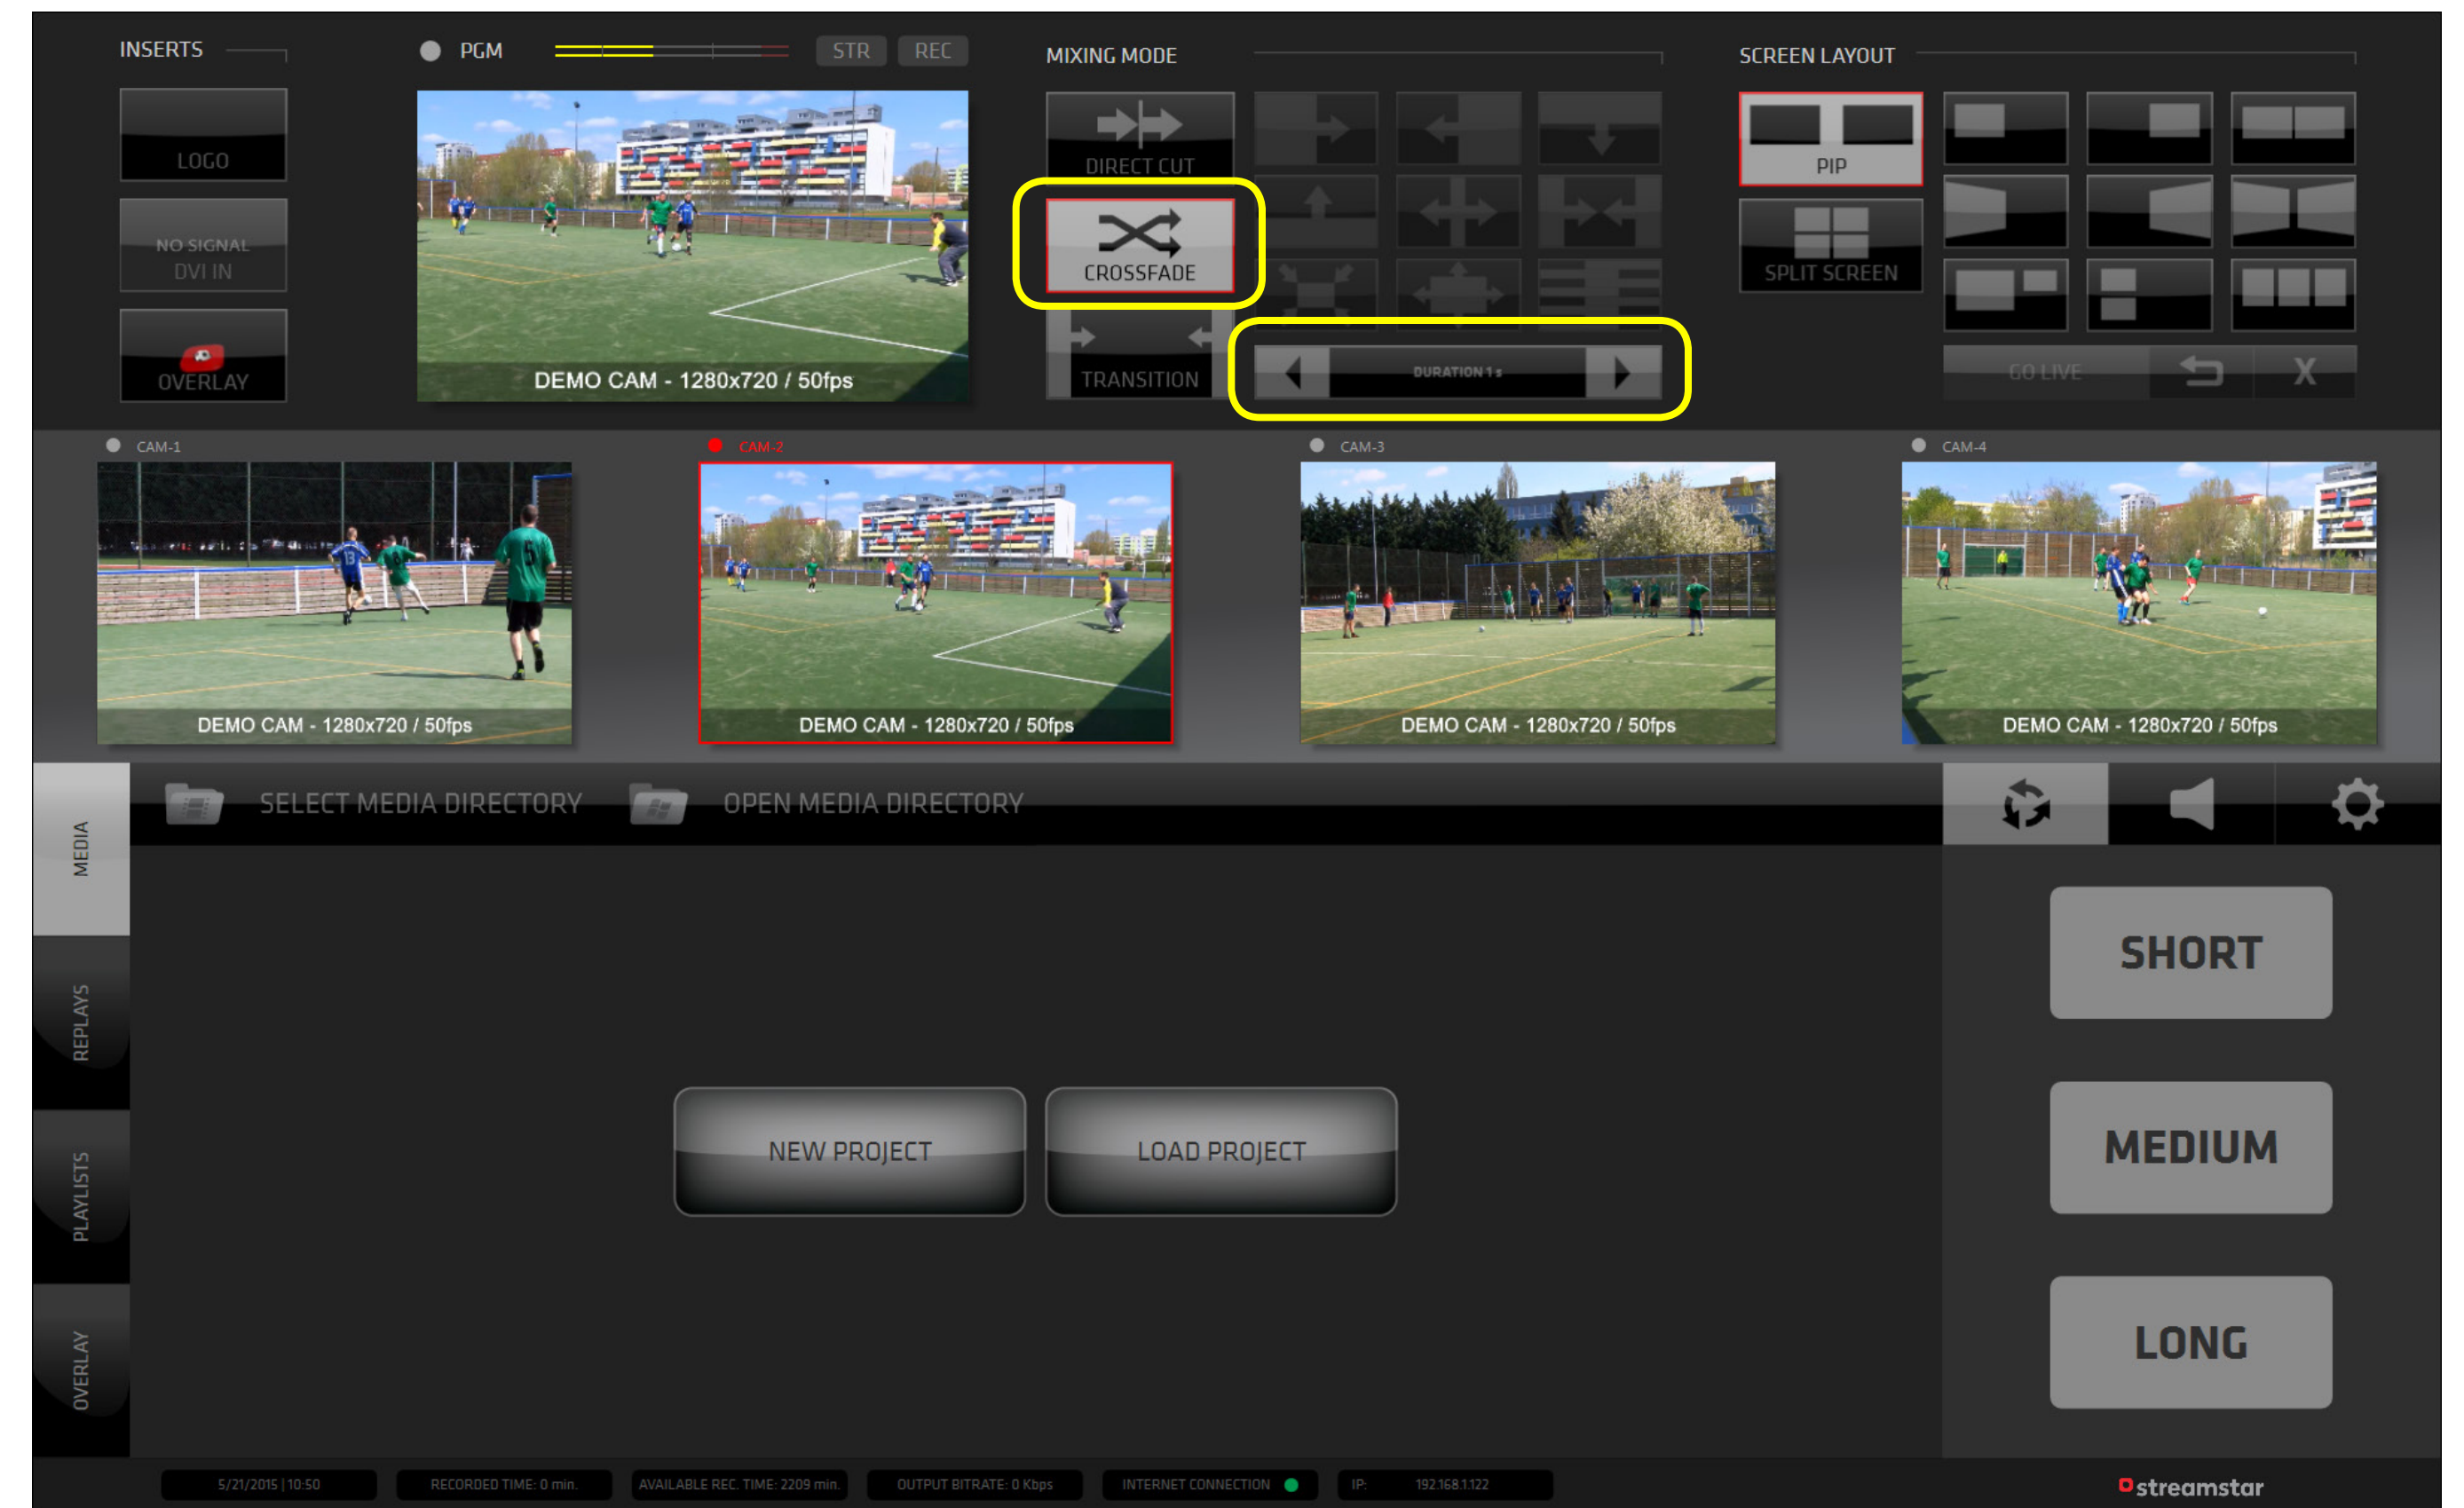 INSERTS
PGM
STR
REC
MIXING MODE
SCREEN LAYOUT
LOGO
NO SIGNAL
DVI IN
OVERLAY
DEMO CAM - 1280x720 / 50fps
DIRECT CUT
CROSSFADE
TRANSITION
DURATION 1 s
PIP
SPLIT SCREEN
GO LIVE
X
CAM-1
CAM-2
CAM-3
CAM-4
13
5
DEMO CAM - 1280x720 / 50fps
DEMO CAM - 1280x720 / 50fps
DEMO CAM - 1280x720 / 50fps
DEMO CAM - 1280x720 / 50fps
MEDIA
SELECT MEDIA DIRECTORY
OPEN MEDIA DIRECTORY
REPLAYS
PLAYLISTS
OVERLAY
NEW PROJECT
LOAD PROJECT
SHORT
MEDIUM
LONG
5/21/2015 | 10:50
RECORDED TIME: 0 min.
AVAILABLE REC. TIME: 2209 min.
OUTPUT BITRATE: 0 Kbps
INTERNET CONNECTION
IP: 192.168.1.122
streamstar